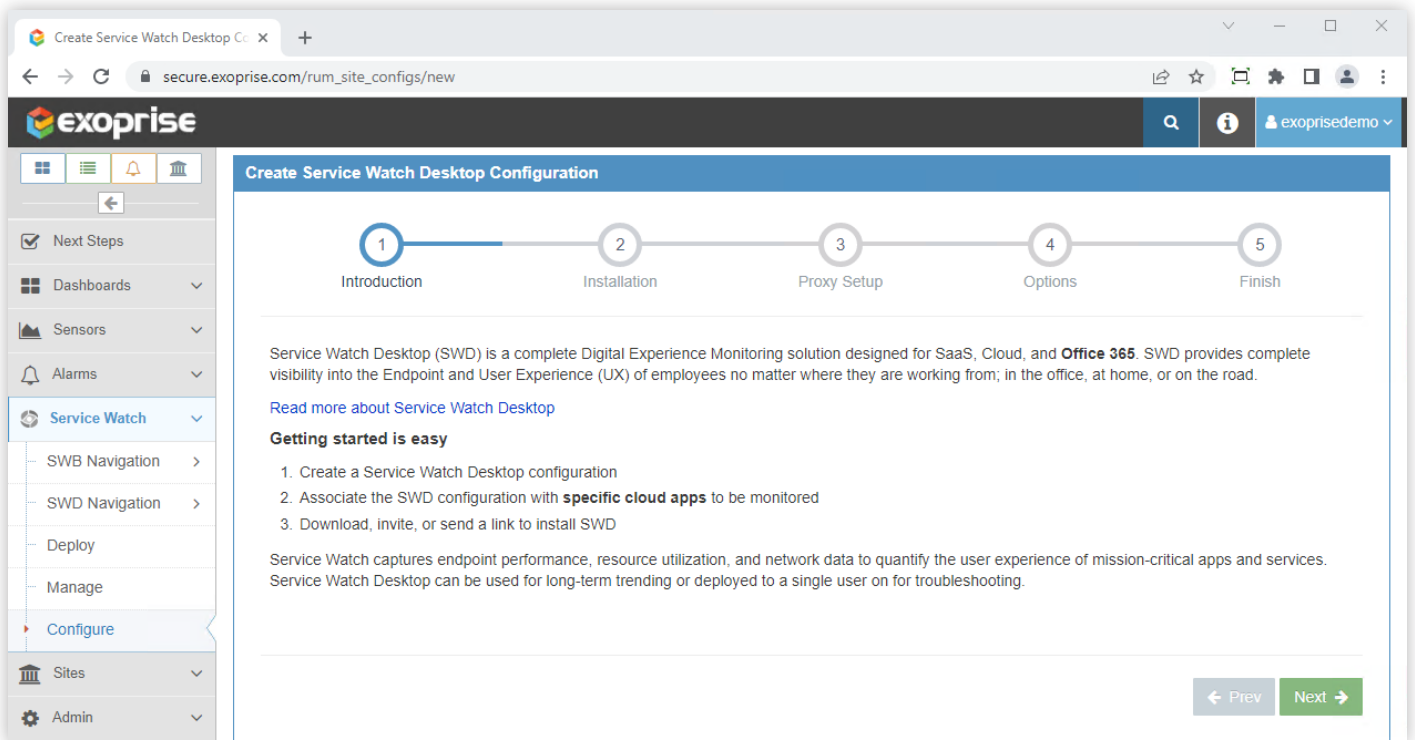 Create Service Watch Desktop Co
secure.exoprise.com/rum_site_configs/new
exoprise
exoprisedemo
Create Service Watch Desktop Configuration
Next Steps
Dashboards
Sensors
Alarms
Service Watch
SWB Navigation
SWD Navigation
Deploy
Manage
Configure
Sites
Admin
1
2
3
4
5
Introduction
Installation
Proxy Setup
Options
Finish
Service Watch Desktop (SWD) is a complete Digital Experience Monitoring solution designed for SaaS, Cloud, and Office 365. SWD provides complete
visibility into the Endpoint and User Experience (UX) of employees no matter where they are working from; in the office, at home, or on the road.
Read more about Service Watch Desktop
Getting started is easy
1. Create a Service Watch Desktop configuration
2. Associate the SWD configuration with specific cloud apps to be monitored
3. Download, invite, or send a link to install SWD
Service Watch captures endpoint performance, resource utilization, and network data to quantify the user experience of mission-critical apps and services.
Service Watch Desktop can be used for long-term trending or deployed to a single user on for troubleshooting.
Prev
Next